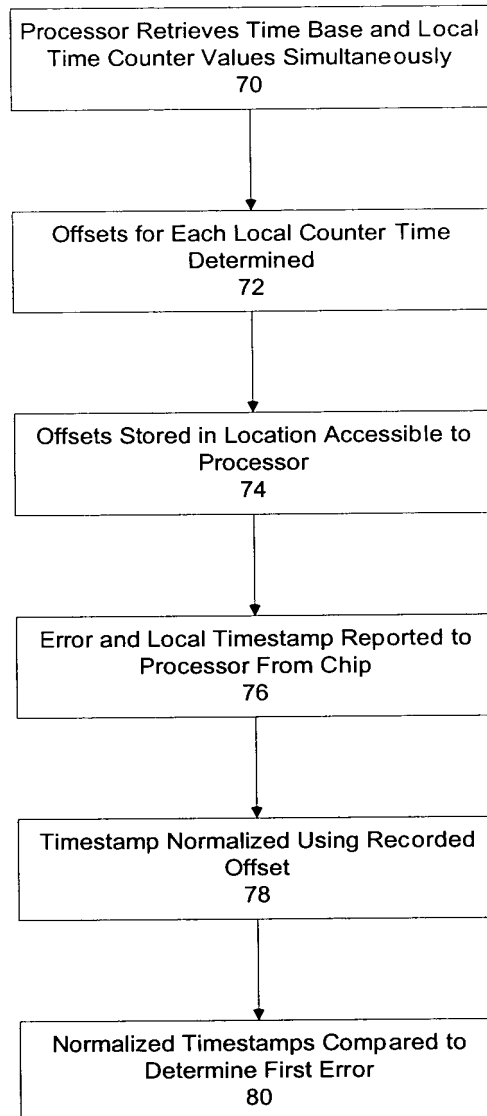 Processor Retrieves Time Base and Local
Time Counter Values Simultaneously
70
Offsets for Each Local Counter Time
Determined
72
Offsets Stored in Location Accessible to
Processor
74
Error and Local Timestamp Reported to
Processor From Chip
76
Timestamp Normalized Using Recorded
Offset
78
Normalized Timestamps Compared to
Determine First Error
80